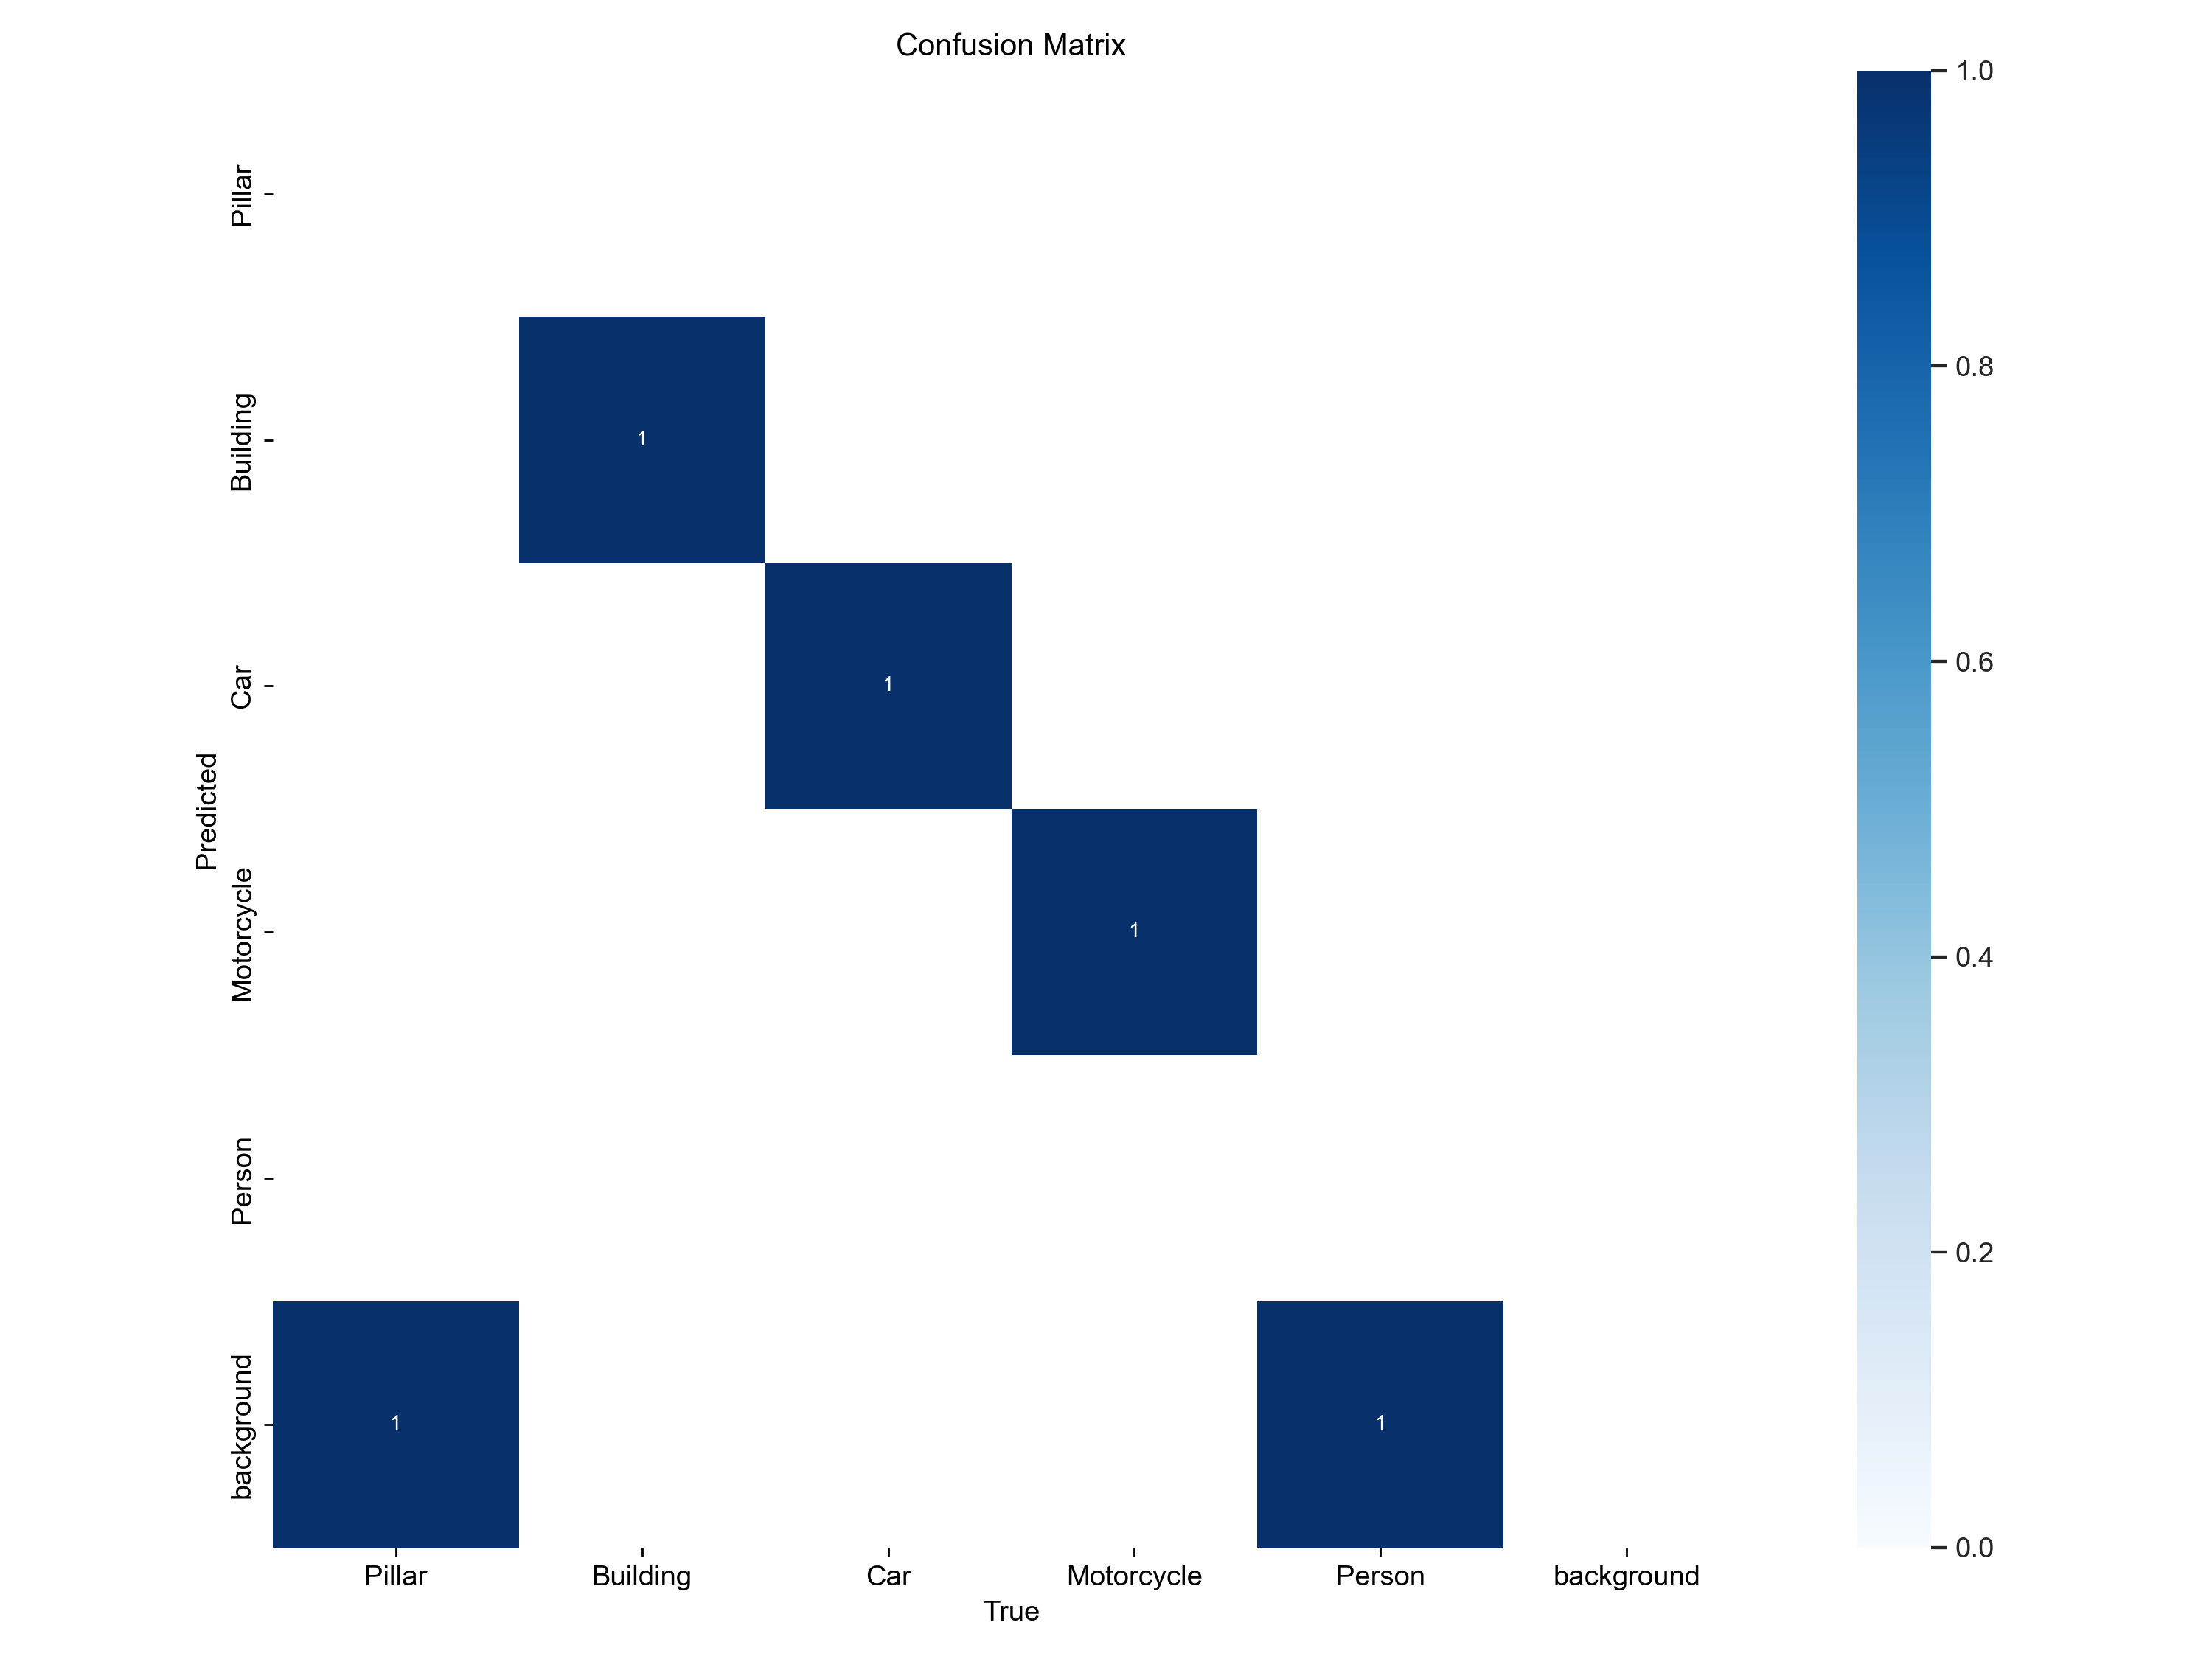 Confusion Matrix
Pillar
Building
1
Car
1
Motorcycle
1
Person
background
1
1
Predicted
Pillar
Building
Car
Motorcycle
Person
background
True
1.0
0.8
0.6
0.4
0.2
0.0